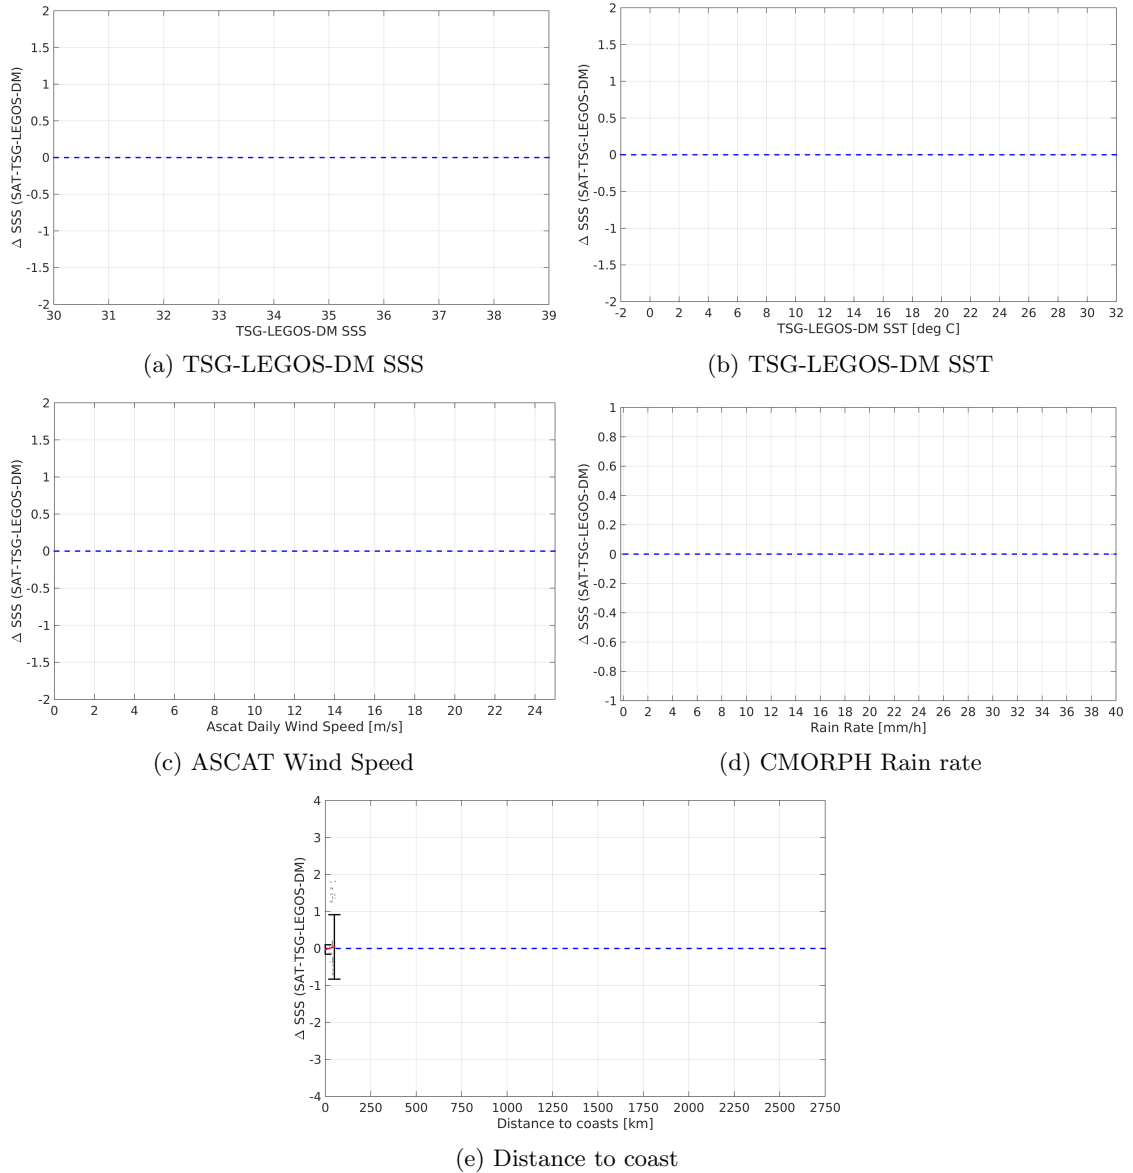 2
1.5
1
0.5
0
-0.5
-1
-1.5
-2
Δ SSS (SAT-TSG-LEGOS-DM)
30 31 32 33 34 35 36 37 38 39
TSG-LEGOS-DM SSS
(a) TSG-LEGOS-DM SSS
2
1.5
1
0.5
0
-0.5
-1
-1.5
-2
Δ SSS (SAT-TSG-LEGOS-DM)
-2 0 2 4 6 8 10 12 14 16 18 20 22 24 26 28 30 32
TSG-LEGOS-DM SST [deg C]
(b) TSG-LEGOS-DM SST
2
1.5
1
0.5
0
-0.5
-1
-1.5
-2
Δ SSS (SAT-TSG-LEGOS-DM)
0 2 4 6 8 10 12 14 16 18 20 22 24
Ascat Daily Wind Speed [m/s]
(c) ASCAT Wind Speed
1
0.8
0.6
0.4
0.2
0
-0.2
-0.4
-0.6
-0.8
-1
Δ SSS (SAT-TSG-LEGOS-DM)
0 2 4 6 8 10 12 14 16 18 20 22 24 26 28 30 32 34 36 38 40
Rain Rate [mm/h]
(d) CMORPH Rain rate
4
3
2
1
0
-1
-2
-3
-4
Δ SSS (SAT-TSG-LEGOS-DM)
0 250 500 750 1000 1250 1500 1750 2000 2250 2500 2750
Distance to coasts [km]
(e) Distance to coast